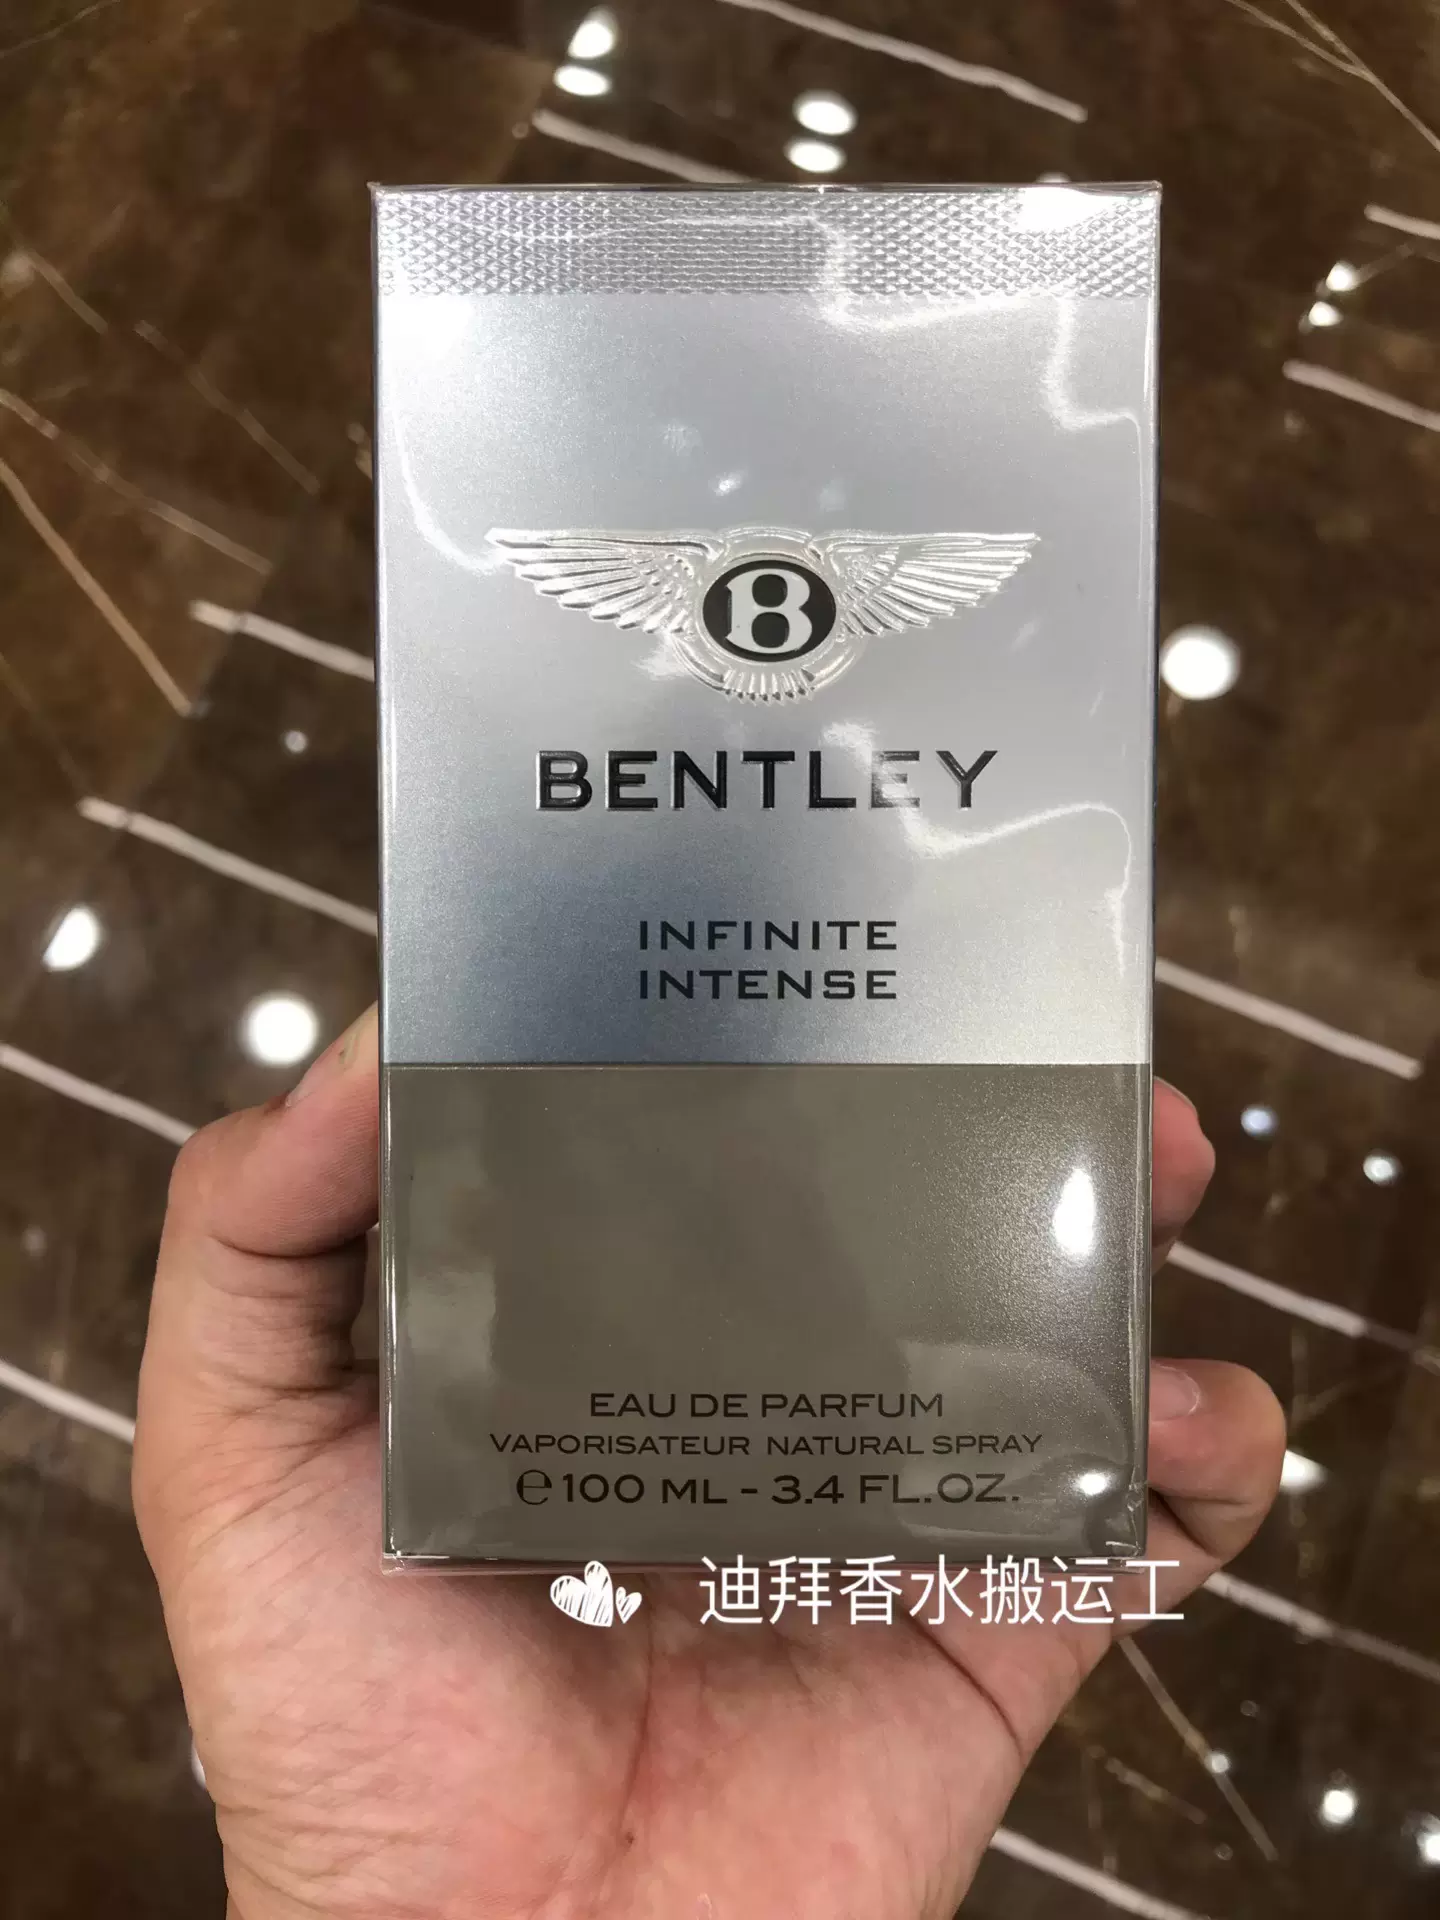 B
BENTLEY
INFINITE
INTENSE
EAU DE PARFUM
VAPORISATEUR NATURAL SPRAY
℮100 ML - 3.4 FL.OZ.
迪拜香水搬运工